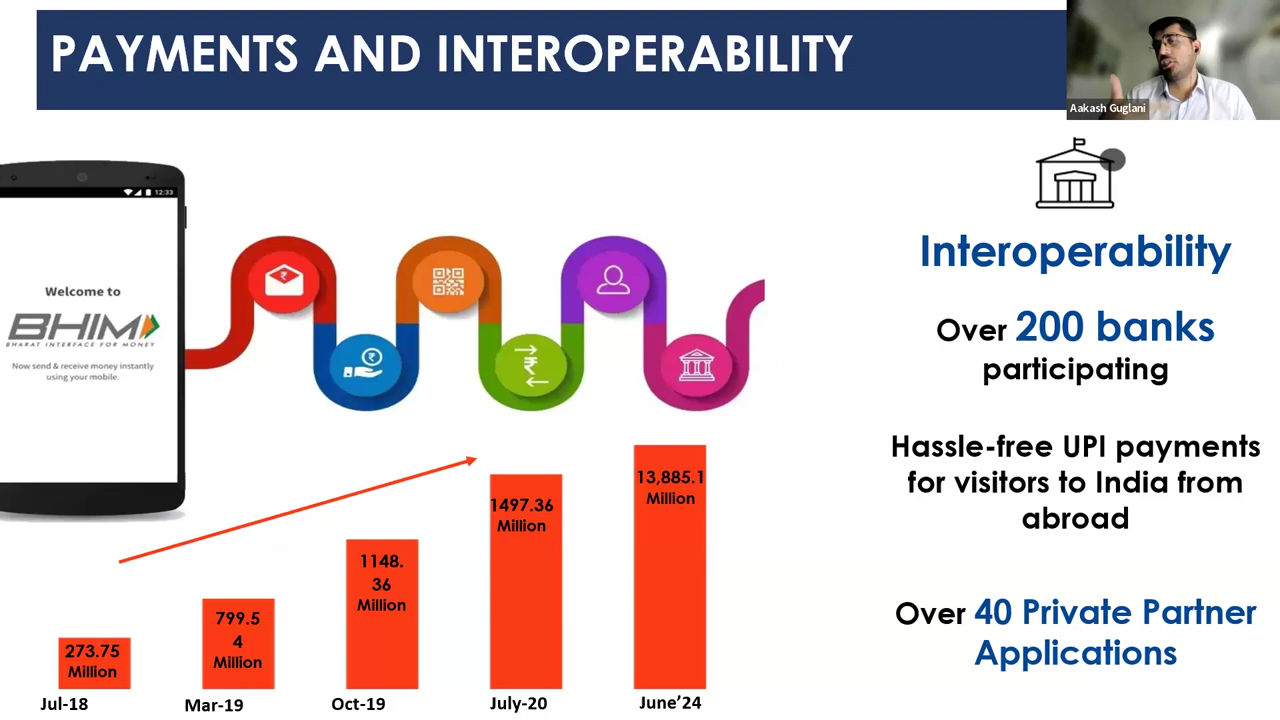 PAYMENTS AND INTEROPERABILITY
Aakash Guglani
12:33
Welcome to
BHIM
BHARAT INTERFACE FOR MONEY
Now send & receive money instantly
using your mobile.
Interoperability
Over 200 banks
participating
Hassle-free UPI payments
for visitors to India from
abroad
Over 40 Private Partner
Applications
273.75
Million
799.5
4
Million
1148.
36
Million
1497.36
Million
13,885.1
Million
Jul-18
Mar-19
Oct-19
July-20
June’24